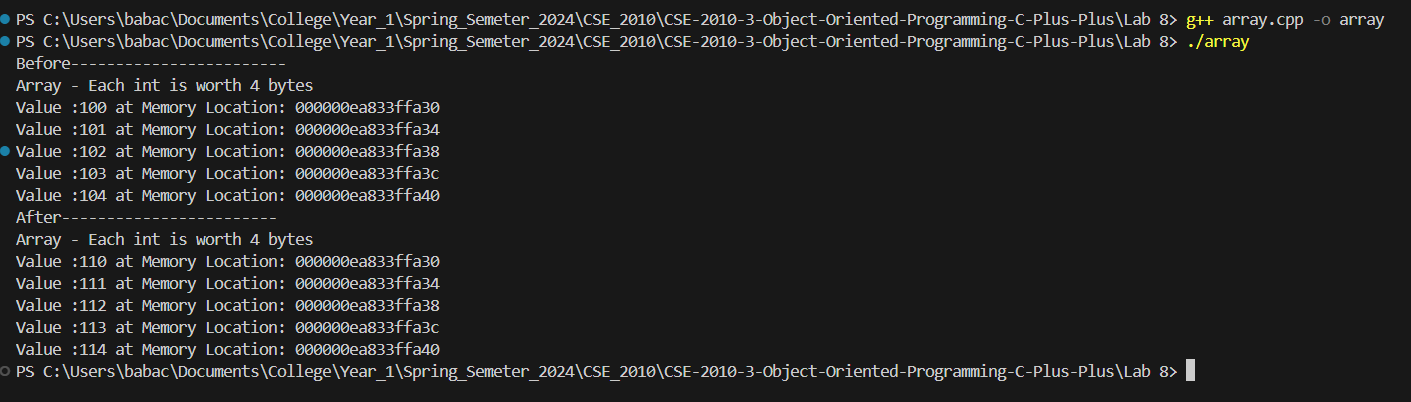 PS C:\Users\babac\Documents\College\Year_1\Spring_Semeter_2024\CSE_2010\CSE-2010-3-Object-Oriented-Programming-C-Plus-Plus\Lab 8> g++ array.cpp -o array
PS C:\Users\babac\Documents\College\Year_1\Spring_Semeter_2024\CSE_2010\CSE-2010-3-Object-Oriented-Programming-C-Plus-Plus\Lab 8> ./array
Before------------------------
Array - Each int is worth 4 bytes
Value :100 at Memory Location: 000000ea833ffa30
Value :101 at Memory Location: 000000ea833ffa34
Value :102 at Memory Location: 000000ea833ffa38
Value :103 at Memory Location: 000000ea833ffa3c
Value :104 at Memory Location: 000000ea833ffa40
After------------------------
Array - Each int is worth 4 bytes
Value :110 at Memory Location: 000000ea833ffa30
Value :111 at Memory Location: 000000ea833ffa34
Value :112 at Memory Location: 000000ea833ffa38
Value :113 at Memory Location: 000000ea833ffa3c
Value :114 at Memory Location: 000000ea833ffa40
PS C:\Users\babac\Documents\College\Year_1\Spring_Semeter_2024\CSE_2010\CSE-2010-3-Object-Oriented-Programming-C-Plus-Plus\Lab 8>